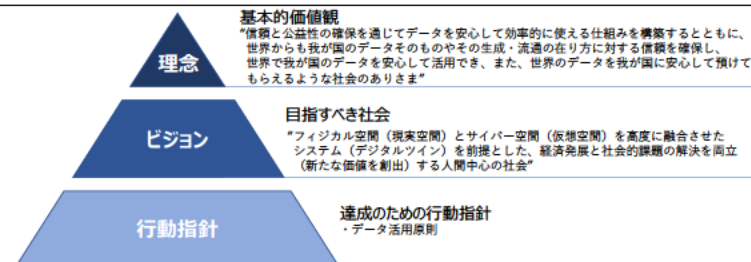 理念
基本的価値観
“信頼と公益性の確保を通じてデータを安心して効率的に使える仕組みを構築するとともに、
世界からも我が国のデータそのものやその生成・流通の在り方に対する信頼を確保し、
世界で我が国のデータを安心して活用でき、また、世界のデータを我が国に安心して預けて
もらえるような社会のありさま”
ビジョン
目指すべき社会
“フィジカル空間（現実空間）とサイバー空間（仮想空間）を高度に融合させた
システム（デジタルツイン）を前提とした、経済発展と社会的課題の解決を両立
（新たな価値を創出）する人間中心の社会”
行動指針
達成のための行動指針
・データ活用原則